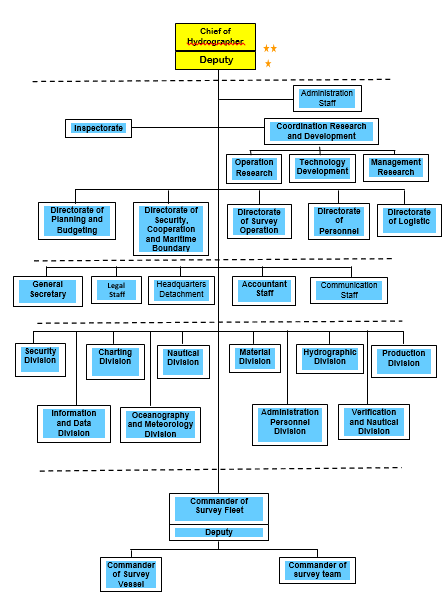 Chief of
Hydrographer
Deputy
Administration
Staff
Inspectorate
Coordination Research
and Development
Operation
Research
Technology
Development
Management
Research
Directorate of
Planning and
Budgeting
Directorate of
Security,
Cooperation
and Maritime
Boundary
Directorate
of Survey
Operation
Directorate
of
Personnel
Directorate
of Logistic
General
Secretary
Legal
Staff
Headquarters
Detachment
Accountant
Staff
Communication
Staff
Security
Division
Charting
Division
Nautical
Division
Material
Division
Hydrographic
Division
Production
Division
Information
and Data
Division
Oceanography
and Meteorology
Division
Administration
Personnel
Division
Verification
and Nautical
Division
Commander of
Survey Fleet
Deputy
Commander
of Survey
Vessel
Commander of
survey team